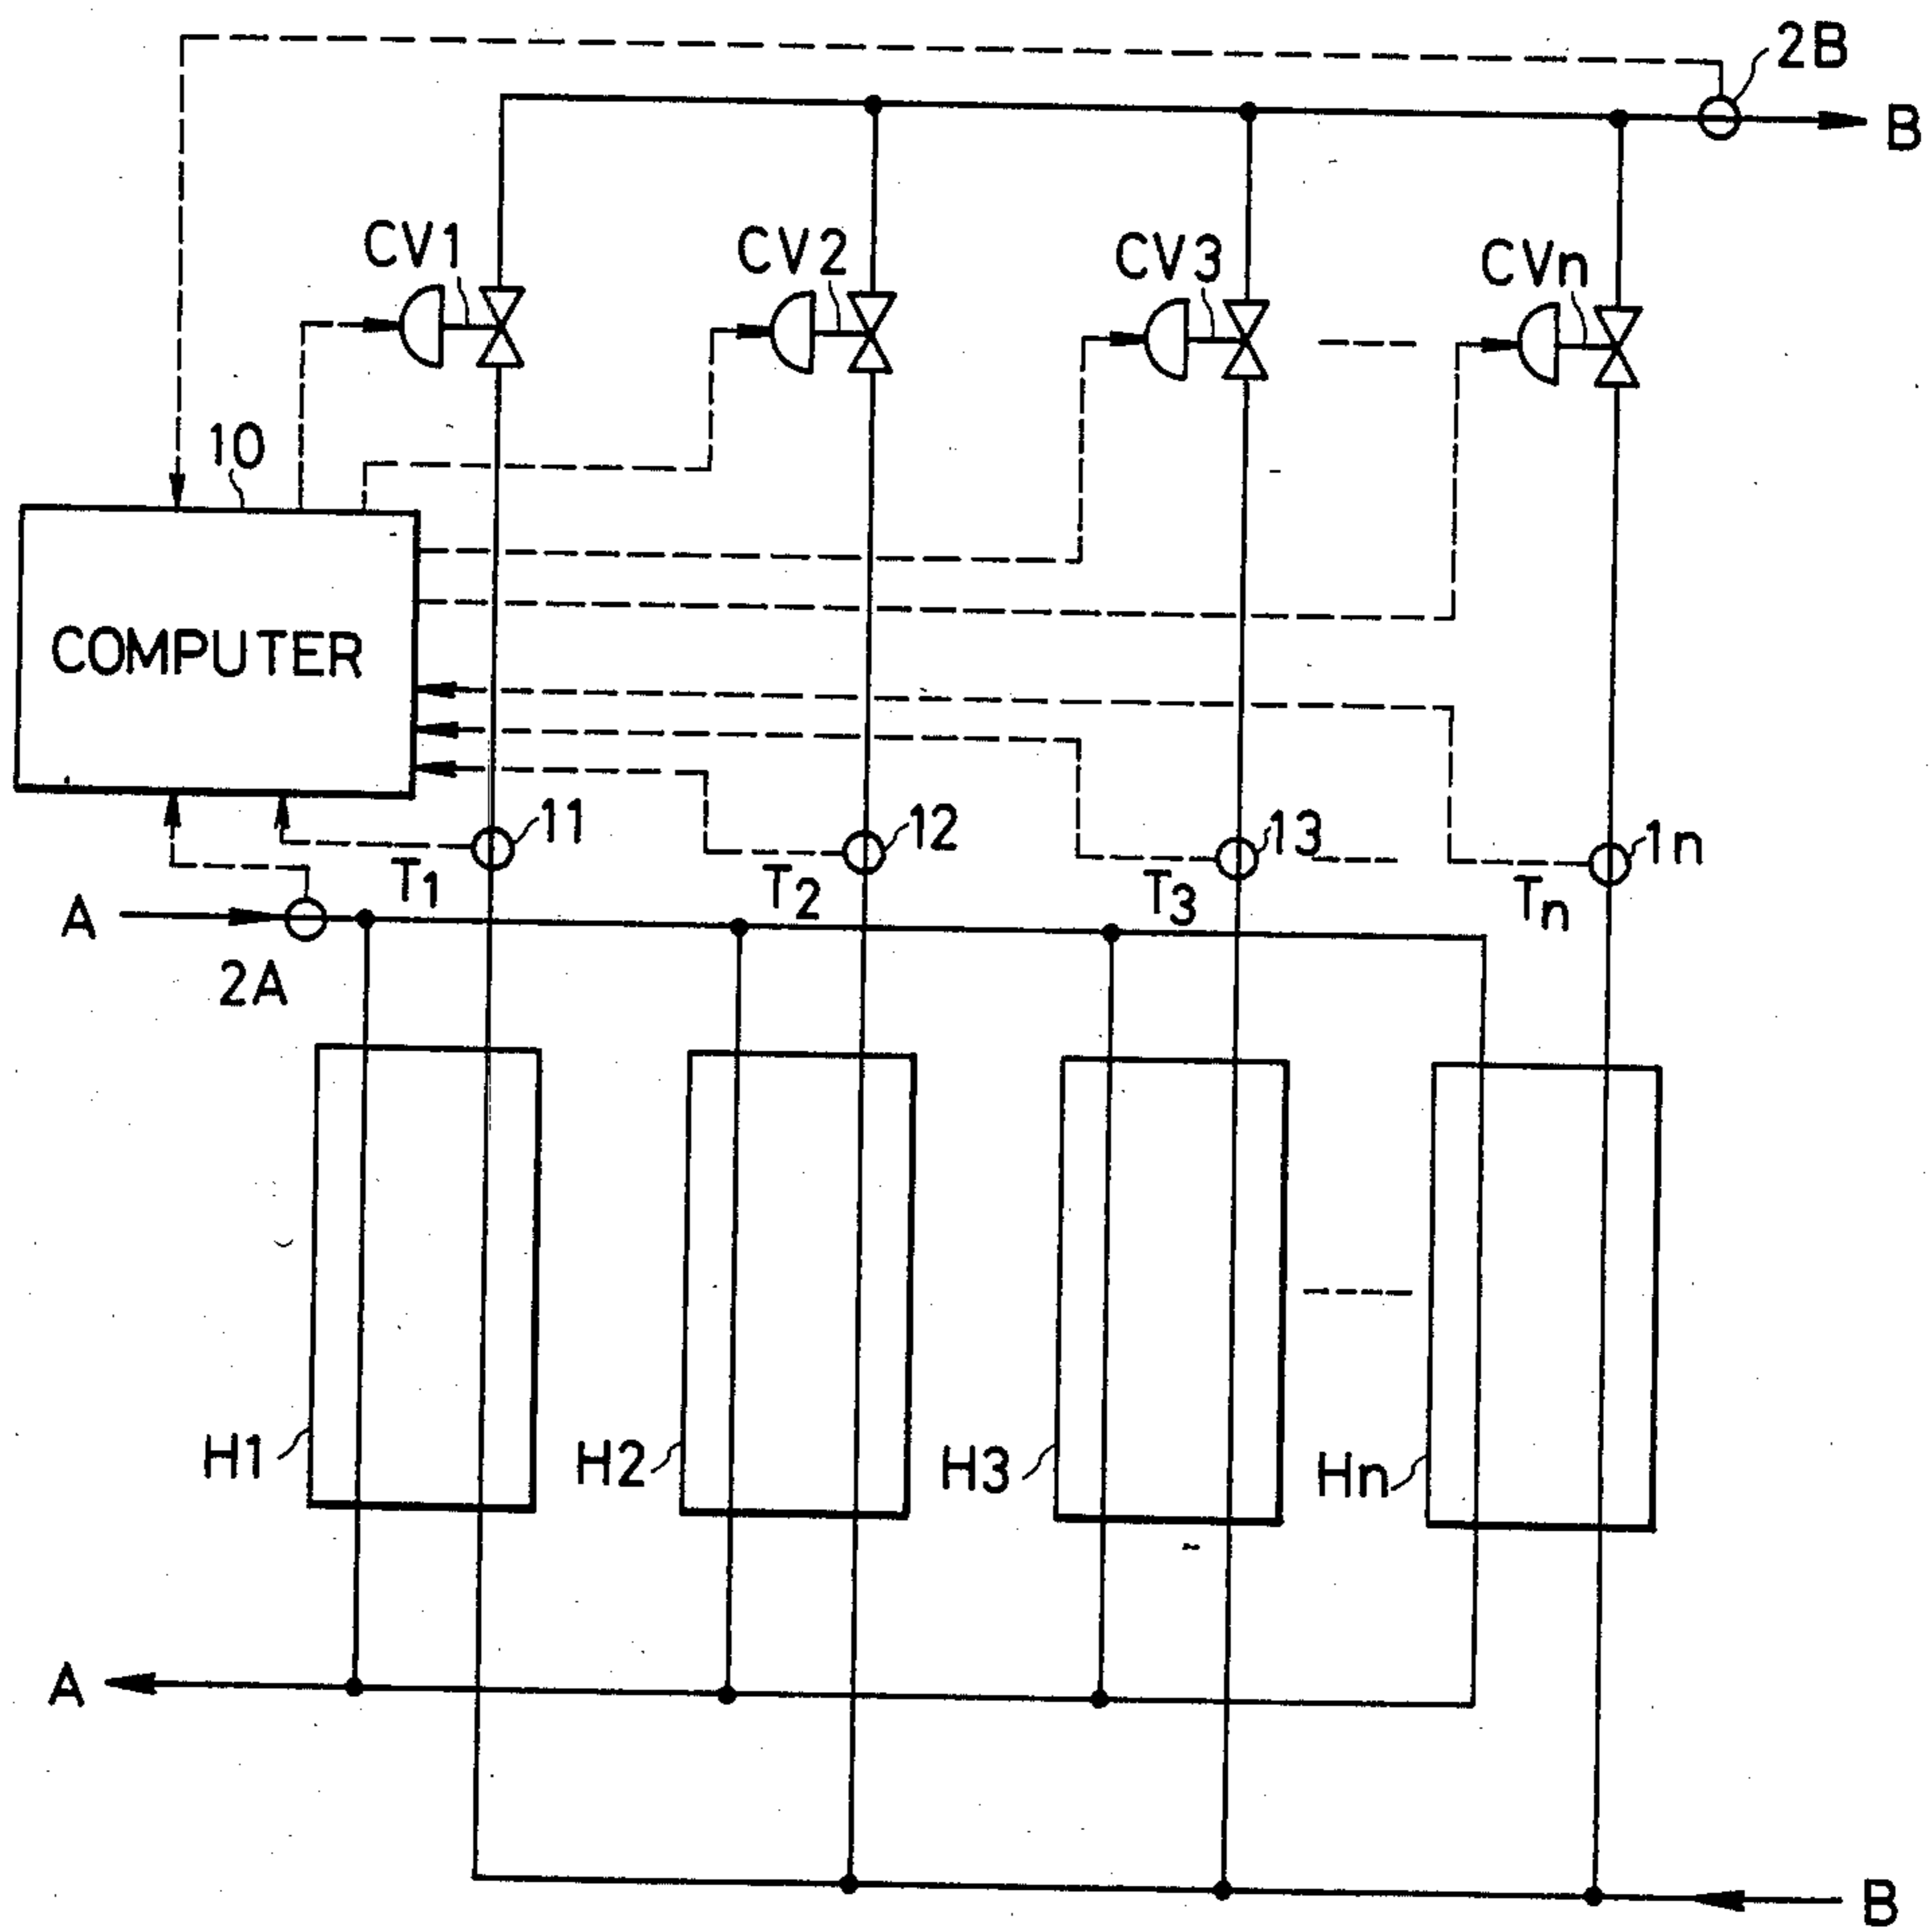 2B
B
CV1
CV2
CV3
CVn
10
COMPUTER
11
12
13
1n
T1
T2
T3
Tn
A
2A
H1
H2
H3
Hn
A
B